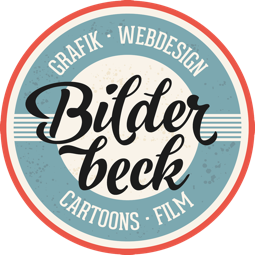 GRAFIK · WEBDESIGN
Bilder
beck
CARTOONS · FILM